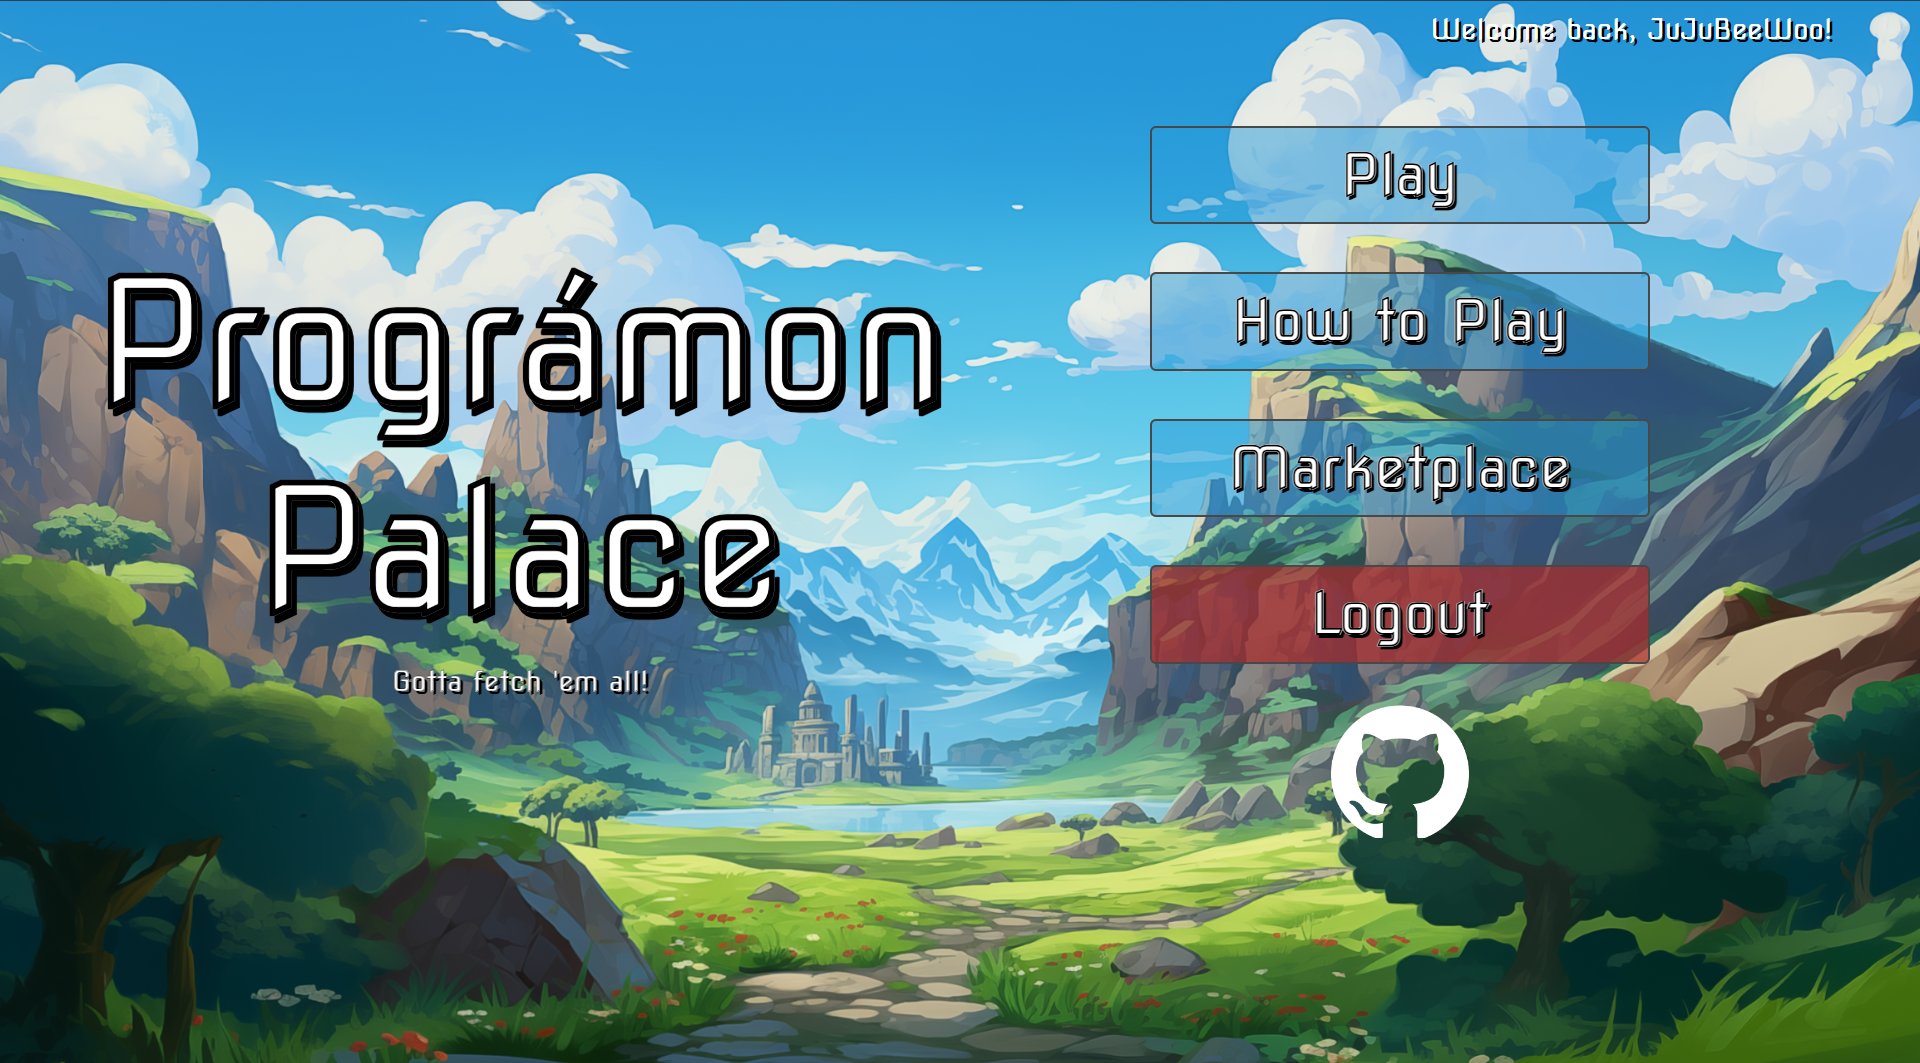 Welcome back, JuJuBeeWoo!
Prográmon
Palace
Gotta fetch 'em all!
Play
How to Play
Marketplace
Logout